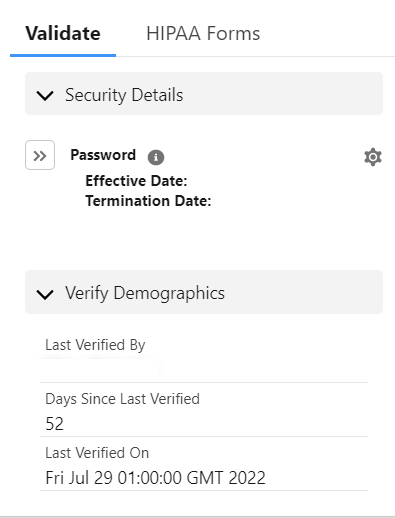 Validate HIPAA Forms
Security Details
Password
Effective Date:
Termination Date:
Verify Demographics
Last Verified By
Days Since Last Verified
52
Last Verified On
Fri Jul 29 01:00:00 GMT 2022